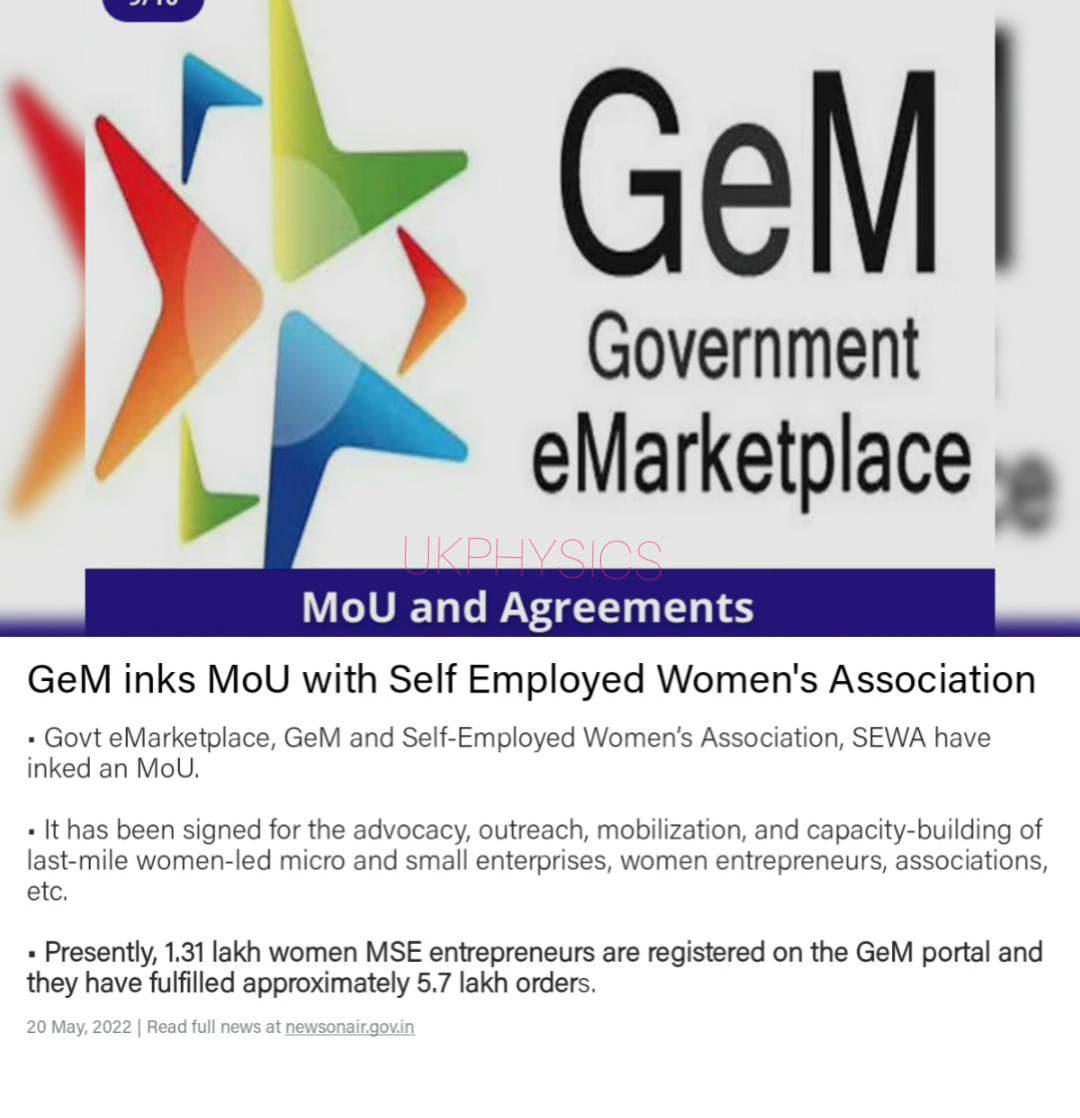 GeM
Government
eMarketplace
UKPHYSICS
MoU and Agreements
GeM inks MoU with Self Employed Women's Association
▪ Govt eMarketplace, GeM and Self-Employed Women’s Association, SEWA have
inked an MoU.
▪ It has been signed for the advocacy, outreach, mobilization, and capacity-building of
last-mile women-led micro and small enterprises, women entrepreneurs, associations,
etc.
▪ Presently, 1.31 lakh women MSE entrepreneurs are registered on the GeM portal and
they have fulfilled approximately 5.7 lakh orders.
20 May, 2022 | Read full news at newsonair.gov.in